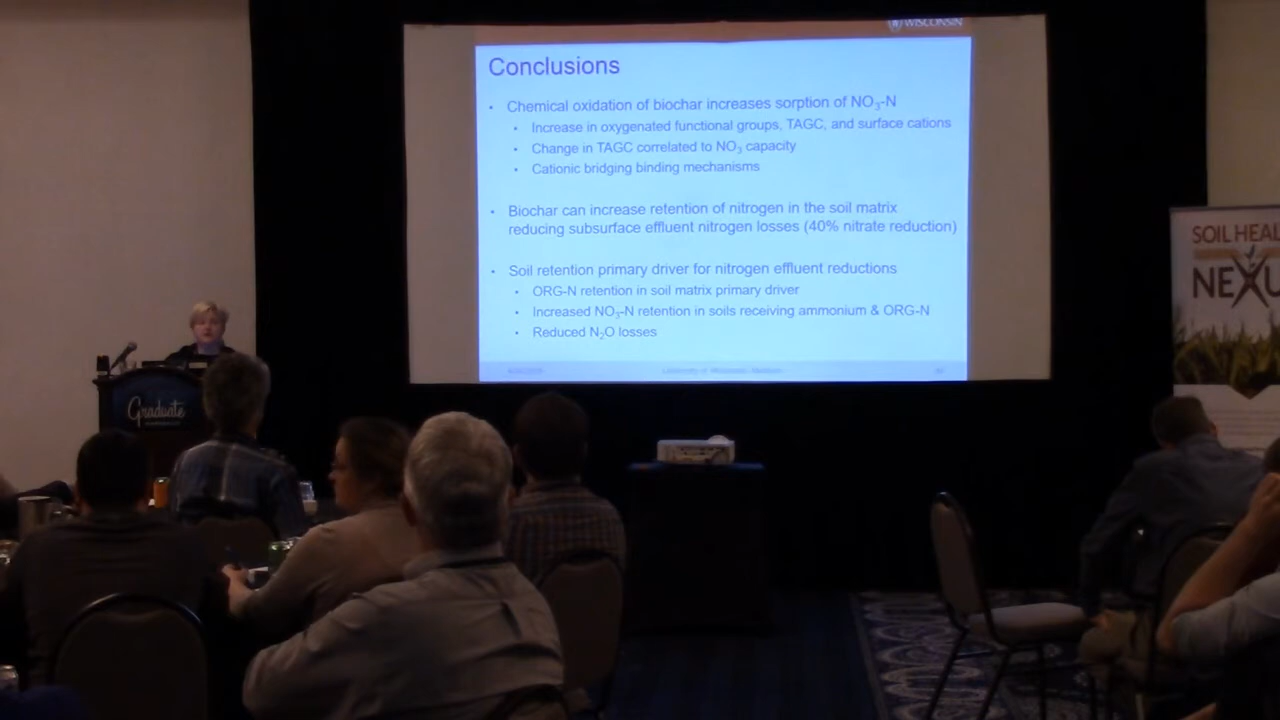 WISCONSIN
Conclusions
• Chemical oxidation of biochar increases sorption of NO₃-N
• Increase in oxygenated functional groups, TAGC, and surface cations
• Change in TAGC correlated to NO₃ capacity
• Cationic bridging binding mechanisms
• Biochar can increase retention of nitrogen in the soil matrix
reducing subsurface effluent nitrogen losses (40% nitrate reduction)
• Soil retention primary driver for nitrogen effluent reductions
• ORG-N retention in soil matrix primary driver
• Increased NO₃-N retention in soils receiving ammonium & ORG-N
• Reduced N₂O losses
University of Wisconsin-Madison
SOIL HEAL
NEXU
Graduate